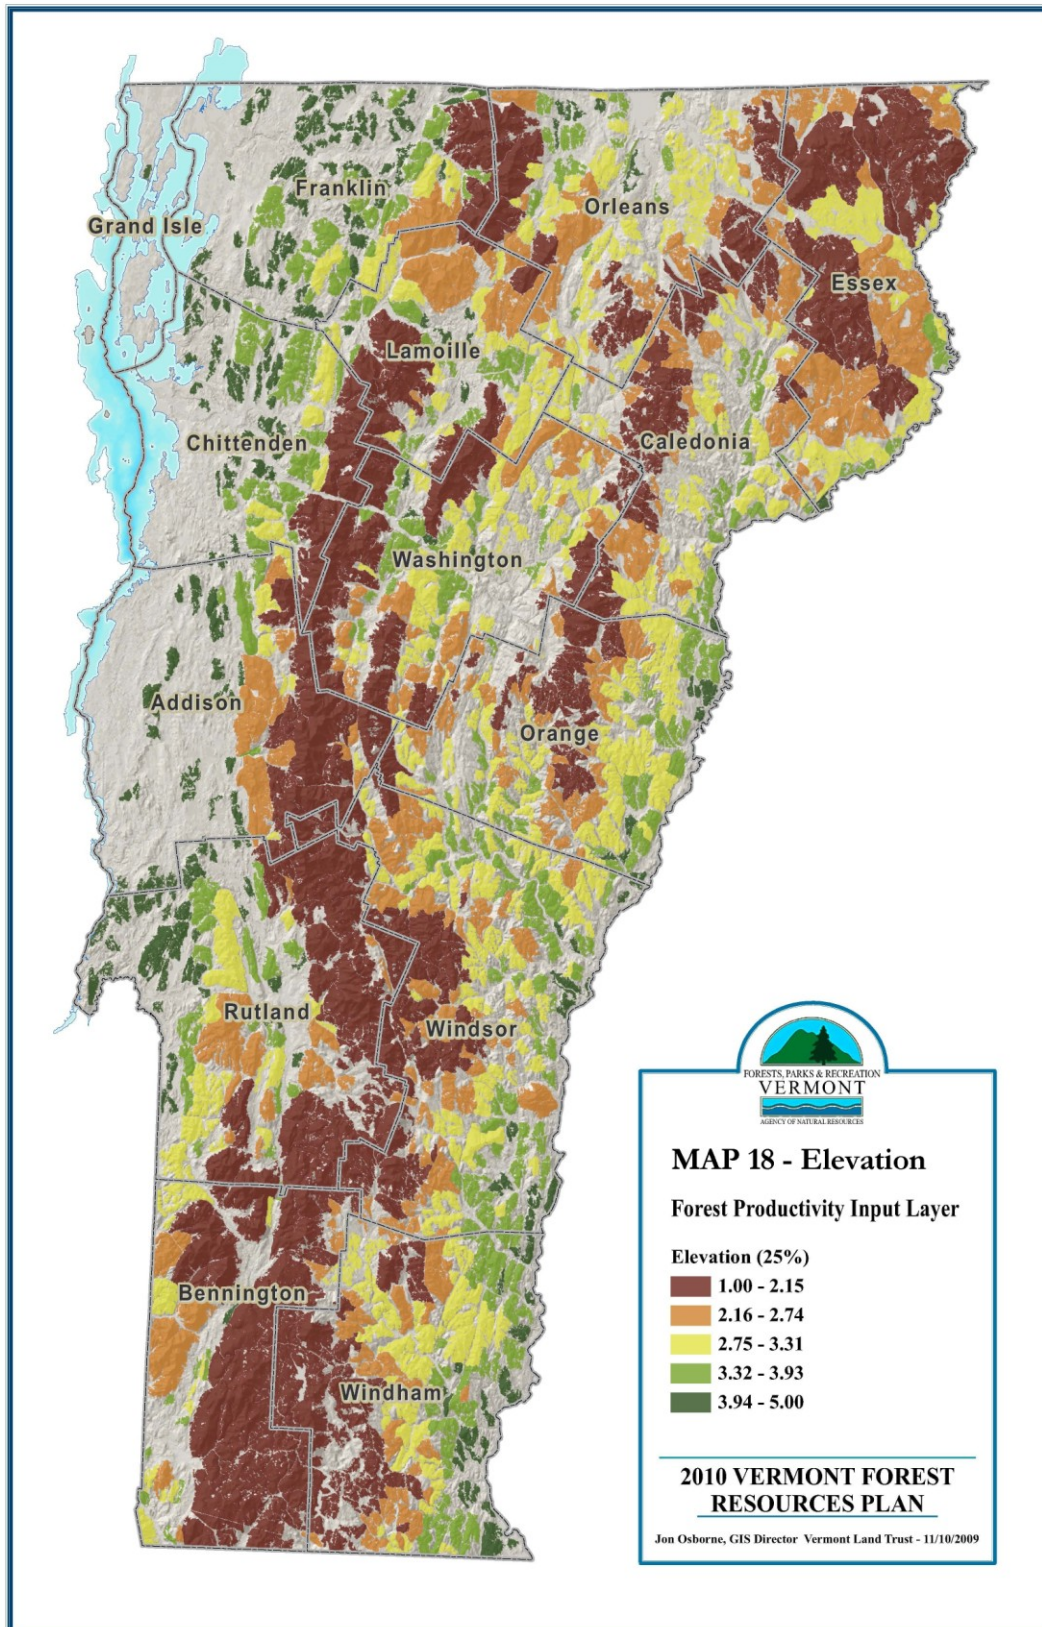 Franklin
Orleans
Grand Isle
Essex
Lamoille
Chittenden
Caledonia
Washington
Addison
Orange
Rutland
Windsor
Bennington
Windham
FORESTS, PARKS & RECREATION
VERMONT
AGENCY OF NATURAL RESOURCES
MAP 18 - Elevation
Forest Productivity Input Layer
Elevation (25%)
1.00 - 2.15
2.16 - 2.74
2.75 - 3.31
3.32 - 3.93
3.94 - 5.00
2010 VERMONT FOREST
RESOURCES PLAN
Jon Osborne, GIS Director Vermont Land Trust - 11/10/2009